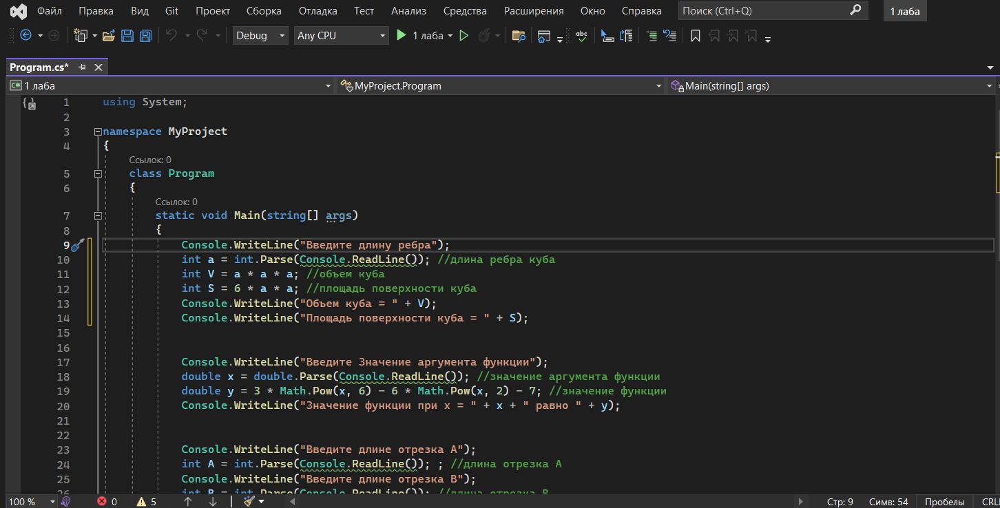 Файл Правка Вид Git Проект Сборка Отладка Тест Анализ Средства Расширения Окно Справка Поиск (Ctrl+Q) 1 лаба
Debug Any CPU 1 лаба abc
Program.cs*
C# 1 лаба MyProject.Program Main(string[] args)
1 using System;
2
3 namespace MyProject
4 {
Ссылок: 0
5 class Program
6 {
Ссылок: 0
7 static void Main(string[] args)
8 {
9 Console.WriteLine("Введите длину ребра");
10 int a = int.Parse(Console.ReadLine()); //длина ребра куба
11 int V = a * a * a; //объем куба
12 int S = 6 * a * a; //площадь поверхности куба
13 Console.WriteLine("Объем куба = " + V);
14 Console.WriteLine("Площадь поверхности куба = " + S);
15
16
17 Console.WriteLine("Введите Значение аргумента функции");
18 double x = double.Parse(Console.ReadLine()); //значение аргумента функции
19 double y = 3 * Math.Pow(x, 6) - 6 * Math.Pow(x, 2) - 7; //значение функции
20 Console.WriteLine("Значение функции при x = " + x + " равно " + y);
21
22
23 Console.WriteLine("Введите длине отрезка A");
24 int A = int.Parse(Console.ReadLine()); ; //длина отрезка A
25 Console.WriteLine("Введите длине отрезка B");
26 int B = int.Parse(Console.ReadLine()); //длина отрезка B
100 % 0 5 Стр: 9 Симв: 54 Пробелы CRL